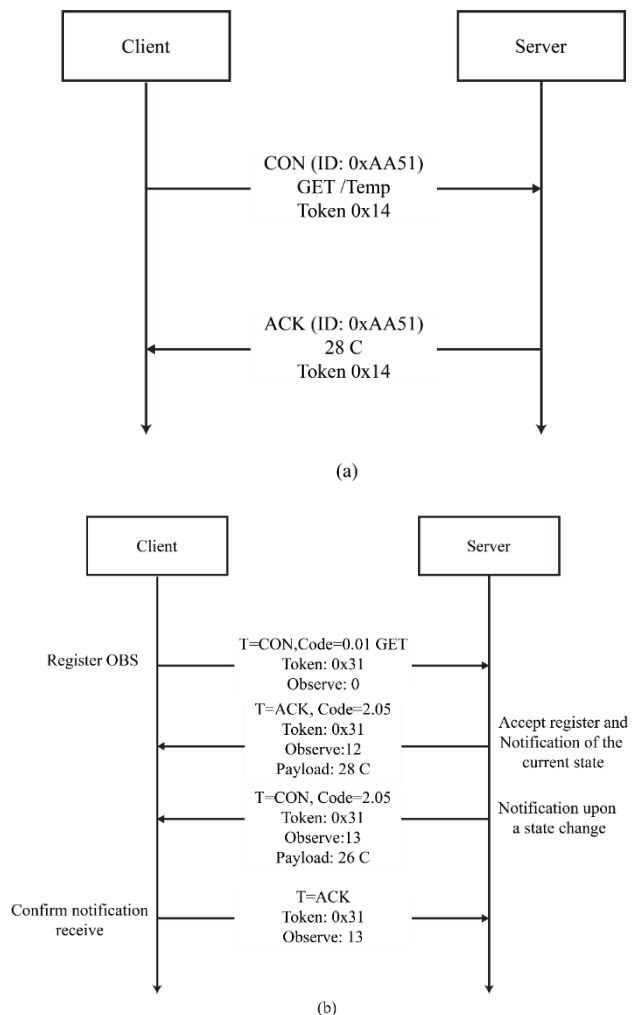 Client
Server
CON (ID: 0xAA51)
GET /Temp
Token 0x14
ACK (ID: 0xAA51)
28 C
Token 0x14
(a)
Client
Server
Register OBS
T=CON,Code=0.01 GET
Token: 0x31
Observe: 0
T=ACK, Code=2.05
Token: 0x31
Observe:12
Payload: 28 C
Accept register and
Notification of the
current state
T=CON, Code=2.05
Token: 0x31
Observe:13
Payload: 26 C
Notification upon
a state change
Confirm notification
receive
T=ACK
Token: 0x31
Observe: 13
(b)